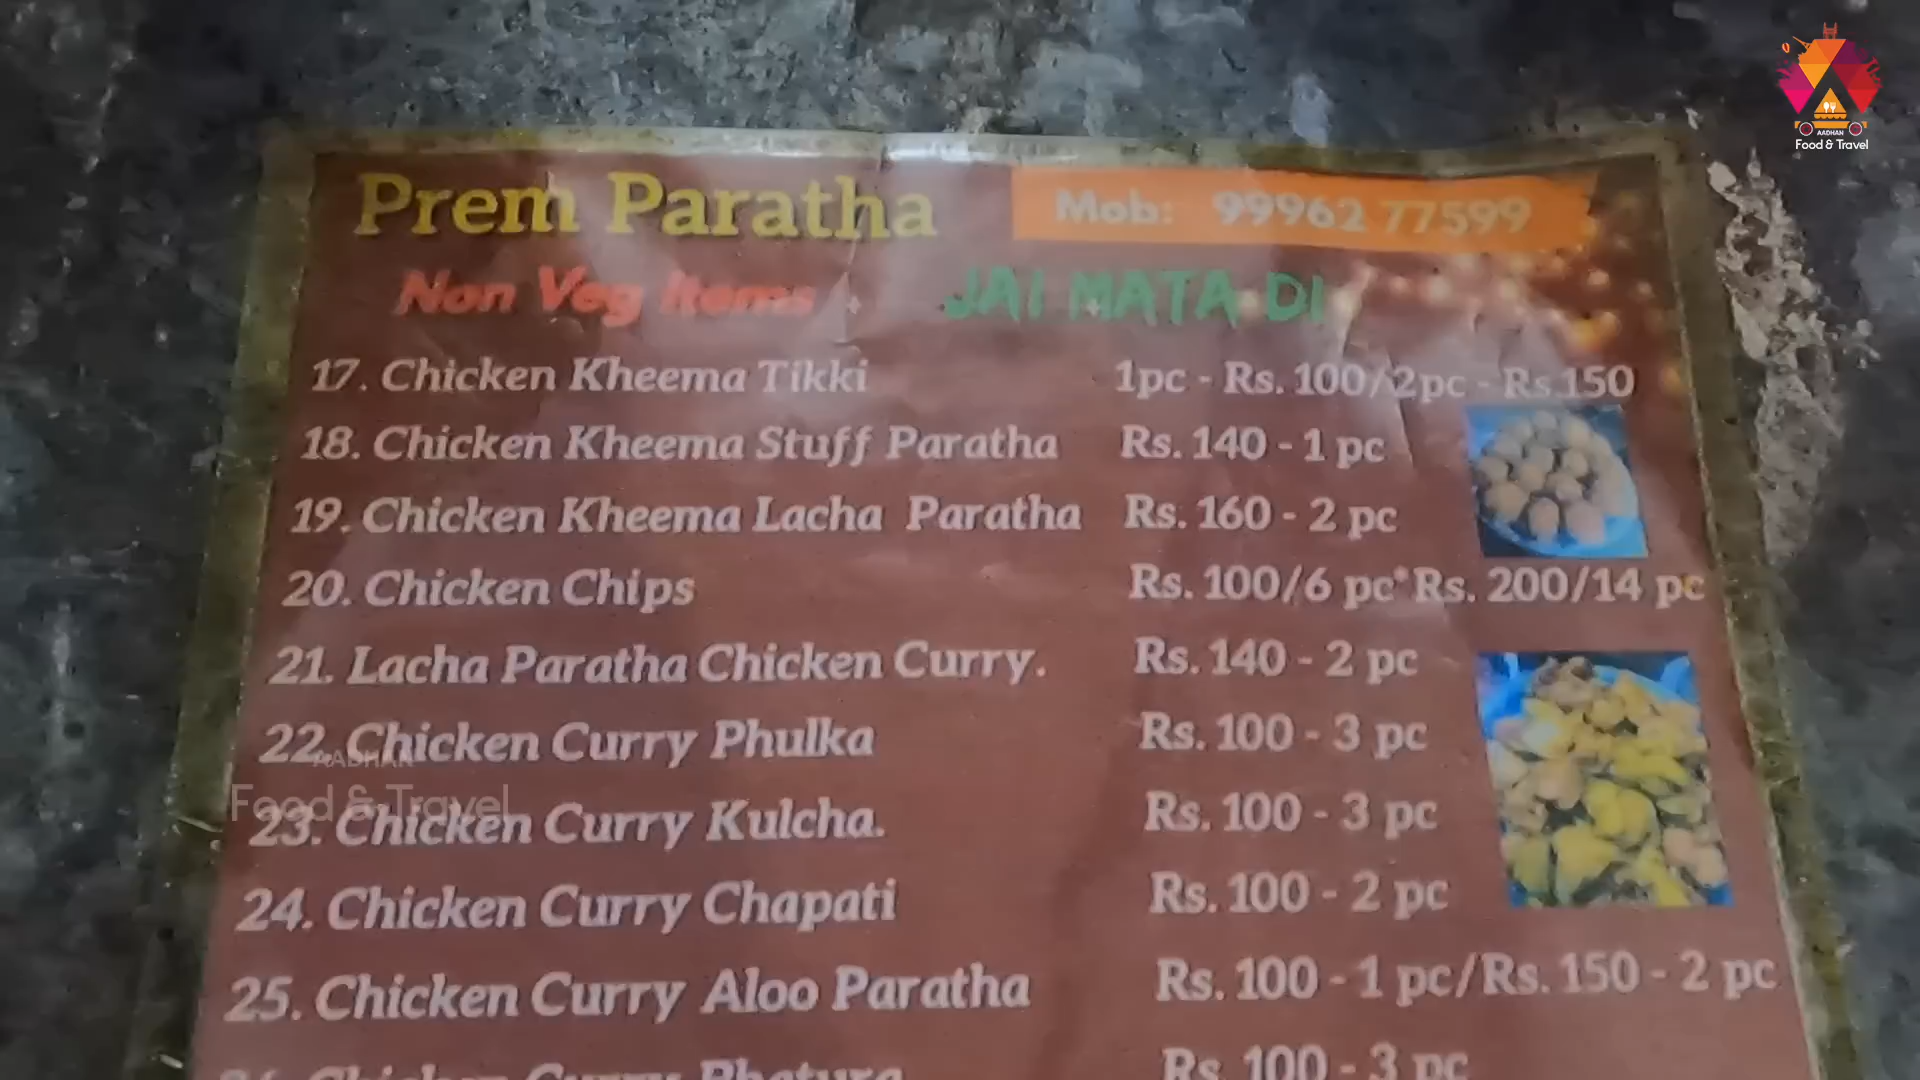 AADHAN
Food & Travel
Prem Paratha Mob: 99962 77599
Non Veg Items JAI MATA DI
17. Chicken Kheema Tikki 1pc - Rs. 100/2pc - Rs.150
18. Chicken Kheema Stuff Paratha Rs. 140 - 1 pc
19. Chicken Kheema Lacha Paratha Rs. 160 - 2 pc
20. Chicken Chips Rs. 100/6 pc*Rs. 200/14 pc
21. Lacha Paratha Chicken Curry. Rs. 140 - 2 pc
22. Chicken Curry Phulka Rs. 100 - 3 pc
AADHAN
Food & Travel
23. Chicken Curry Kulcha. Rs. 100 - 3 pc
24. Chicken Curry Chapati Rs. 100 - 2 pc
25. Chicken Curry Aloo Paratha Rs. 100 - 1 pc/Rs. 150 - 2 pc
26. Chicken Curry Bhatura Rs. 100 - 3 pc